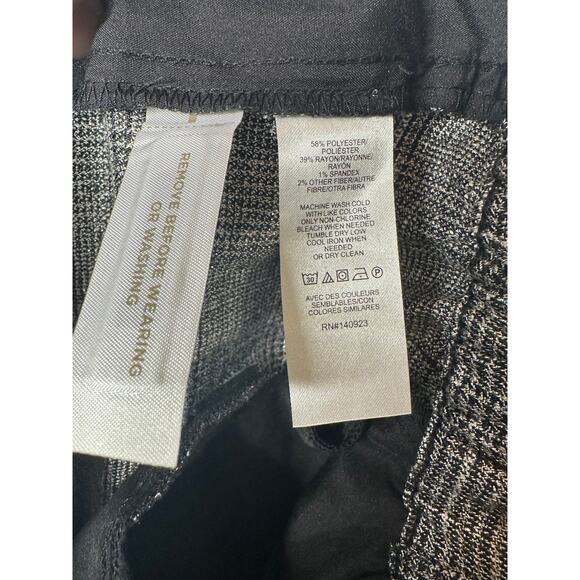 REMOVE BEFORE WEARING
OR WASHING
58% POLYESTER/
POLIÉSTER
39% RAYON/RAYONNE/
RAYÓN
1% SPANDEX
2% OTHER FIBER/AUTRE
FIBRE/OTRA FIBRA
MACHINE WASH COLD
WITH LIKE COLORS
ONLY NON-CHLORINE
BLEACH WHEN NEEDED
TUMBLE DRY LOW
COOL IRON WHEN
NEEDED
OR DRY CLEAN
30 P
AVEC DES COULEURS
SEMBLABLES/CON
COLORES SIMILARES
RN#140923